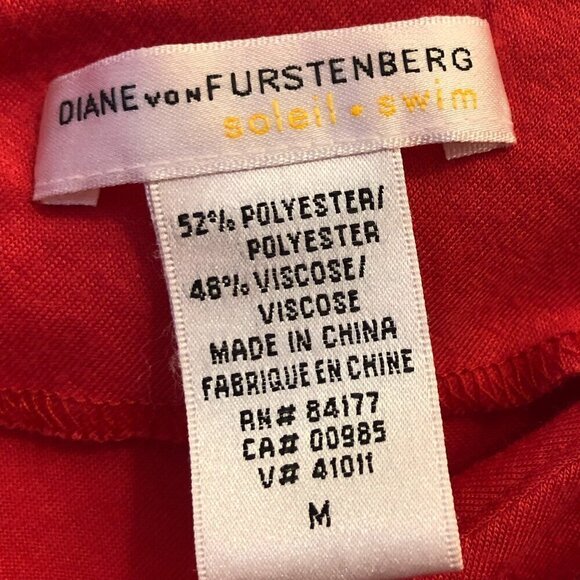 DIANE VON FURSTENBERG
soleil • swim
52% POLYESTER/
POLYESTER
48% VISCOSE/
VISCOSE
MADE IN CHINA
FABRIQUE EN CHINE
RN# 84177
CA# 00985
V# 41011
M